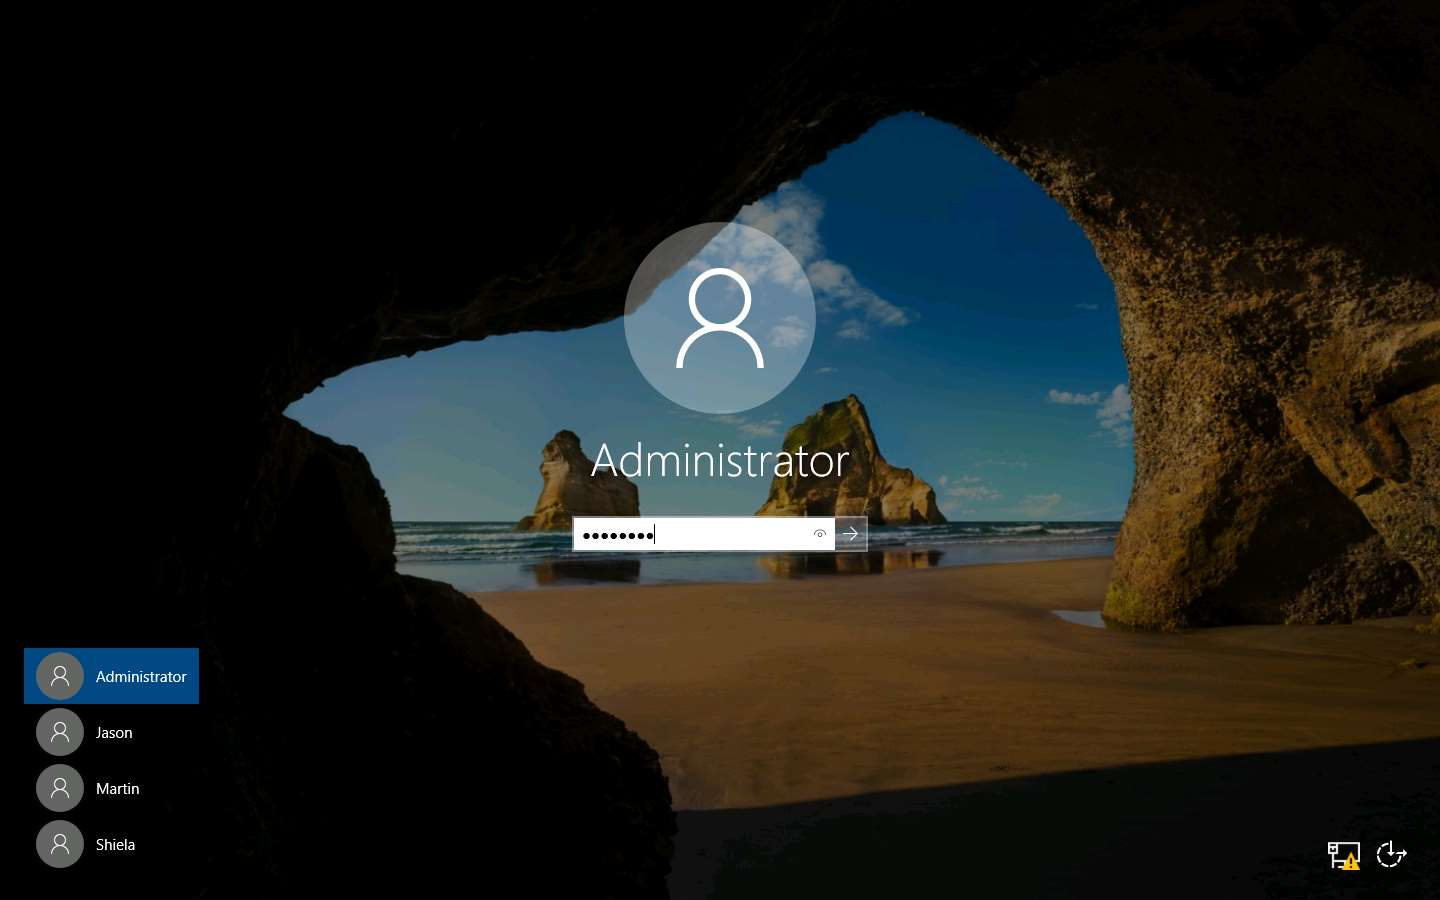 Administrator
Administrator
Jason
Martin
Shiela